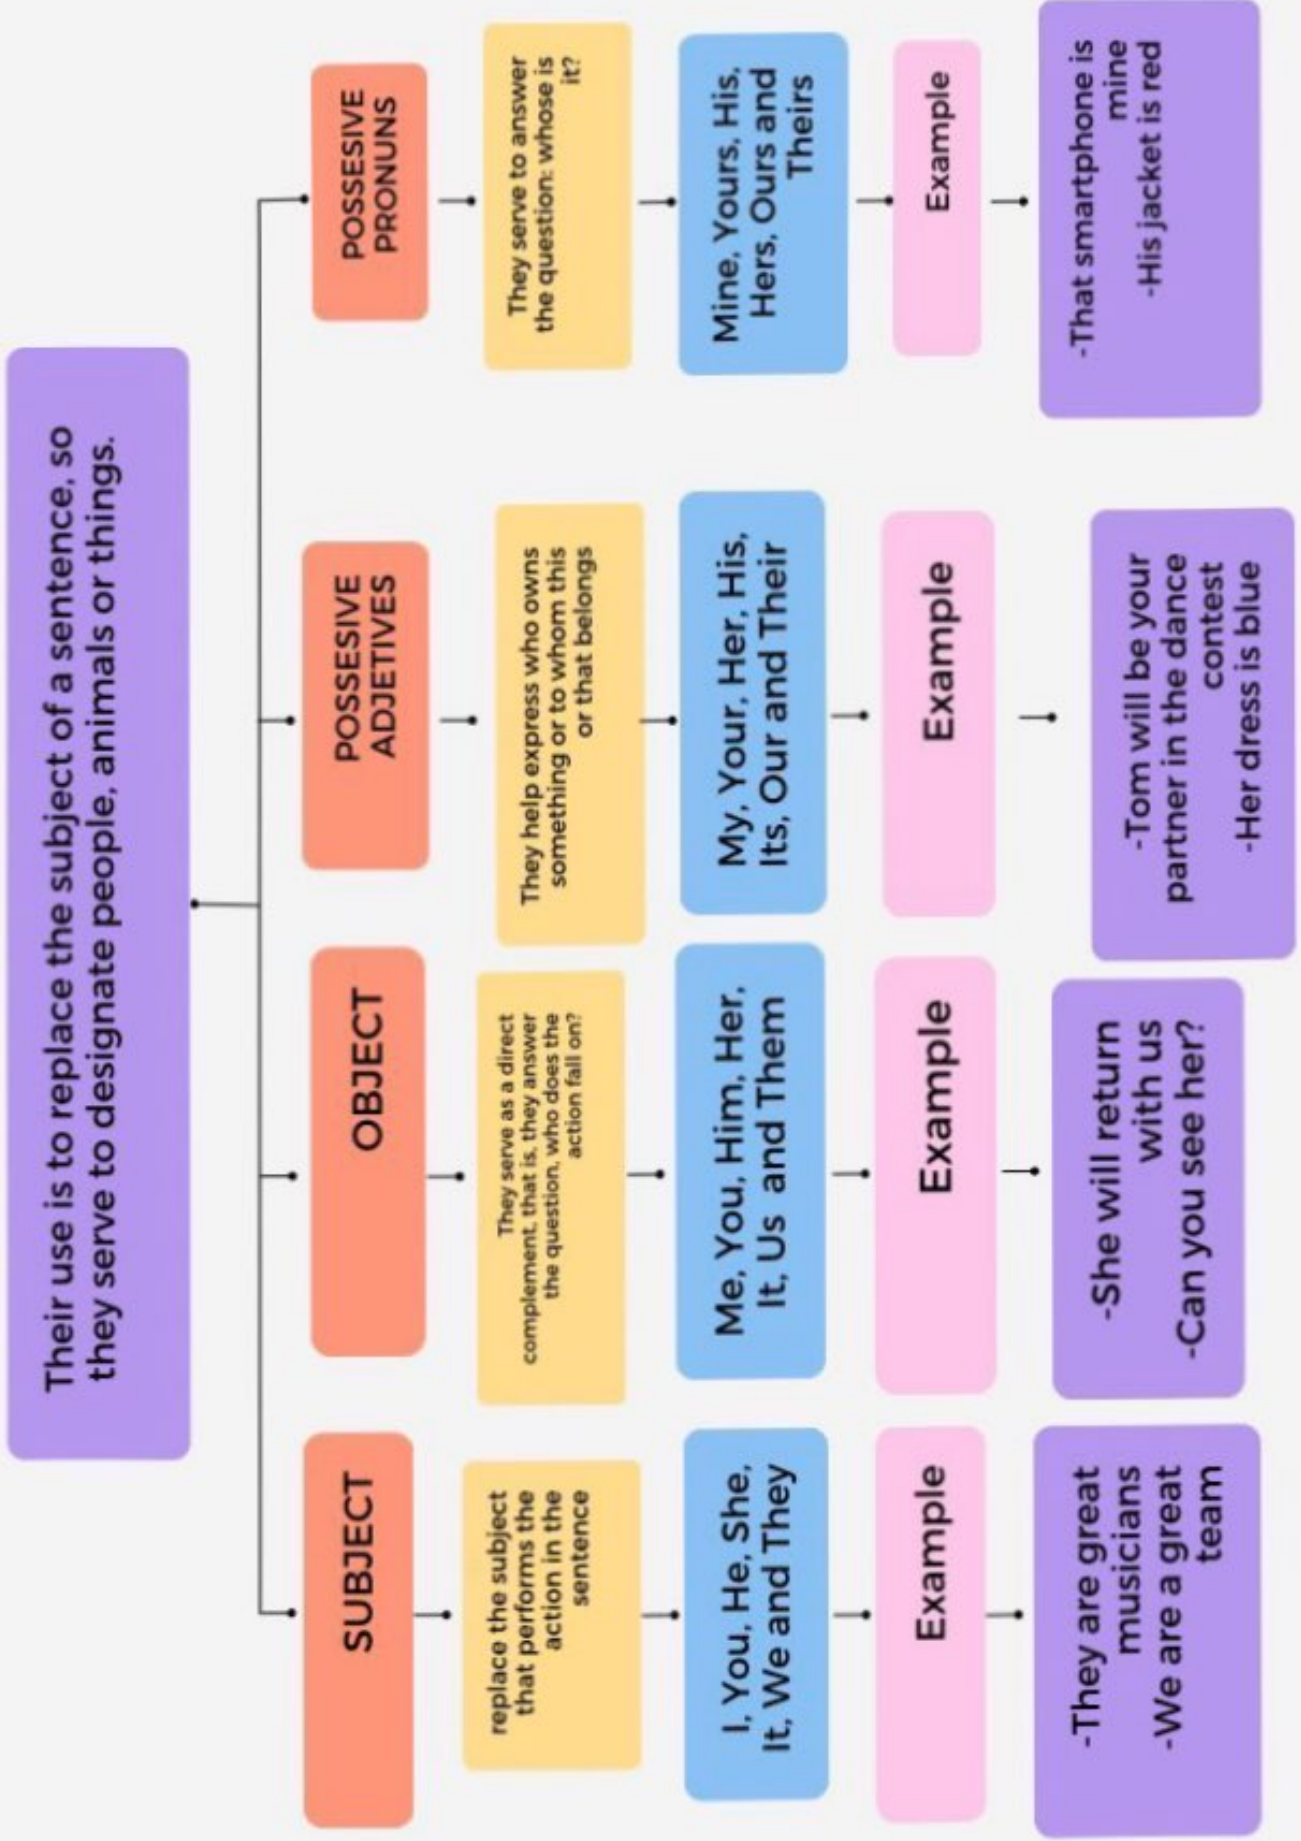 Their use is to replace the subject of a sentence, so
they serve to designate people, animals or things.
SUBJECT
replace the subject
that performs the
action in the
sentence
I, You, He, She,
It, We and They
Example
-They are great
musicians
-We are a great
team
OBJECT
They serve as a direct
complement, that is, they answer
the question, who does the
action fall on?
Me, You, Him, Her,
It, Us and Them
Example
-She will return
with us
-Can you see her?
POSSESIVE
ADJETIVES
They help express who owns
something or to whom this
or that belongs
My, Your, Her, His,
Its, Our and Their
Example
-Tom will be your
partner in the dance
contest
-Her dress is blue
POSSESIVE
PRONUNS
They serve to answer
the question: whose is
it?
Mine, Yours, His,
Hers, Ours and
Theirs
Example
-That smartphone is
mine
-His jacket is red